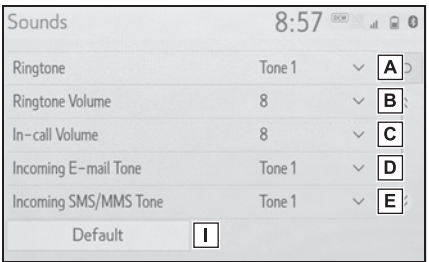 Sounds 8:57 DCM
Ringtone Tone 1 A
Ringtone Volume 8 B
In-call Volume 8 C
Incoming E-mail Tone Tone 1 D
Incoming SMS/MMS Tone Tone 1 E
Default I